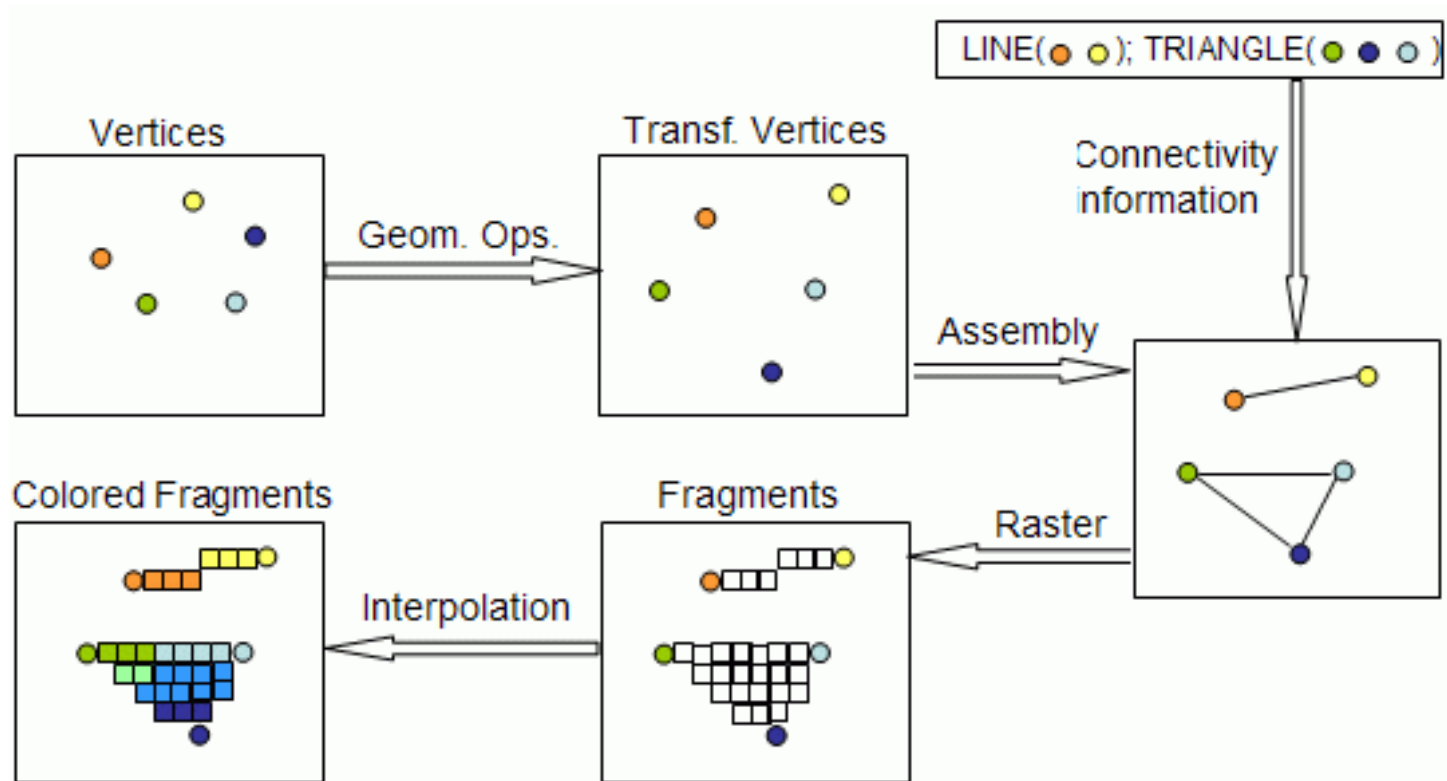 LINE( ); TRIANGLE( )
Vertices
Transf. Vertices
Connectivity
information
Geom. Ops.
Assembly
Colored Fragments
Fragments
Raster
Interpolation